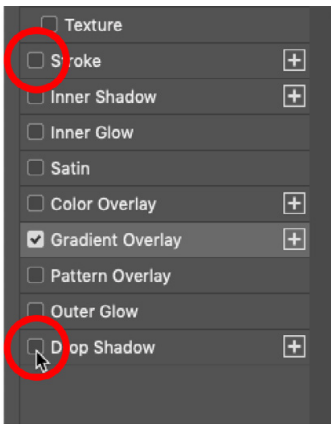 Texture
Stroke
Inner Shadow
Inner Glow
Satin
Color Overlay
Gradient Overlay
Pattern Overlay
Outer Glow
Drop Shadow